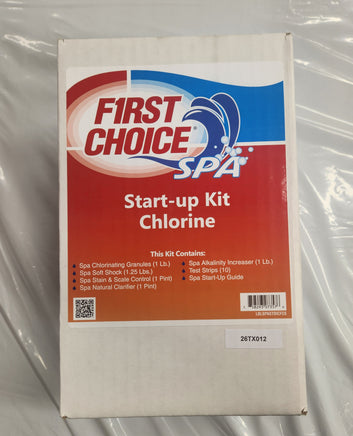 F1RST
CHOICE
SPA
Start-up Kit
Chlorine
This Kit Contains:
Spa Chlorinating Granules (1 Lb.)
Spa Soft Shock (1.25 Lbs.)
Spa Stain & Scale Control (1 Pint)
Spa Natural Clarifier (1 Pint)
Spa Alkalinity Increaser (1 Lb.)
Test Strips (10)
Spa Start-Up Guide
26TX012